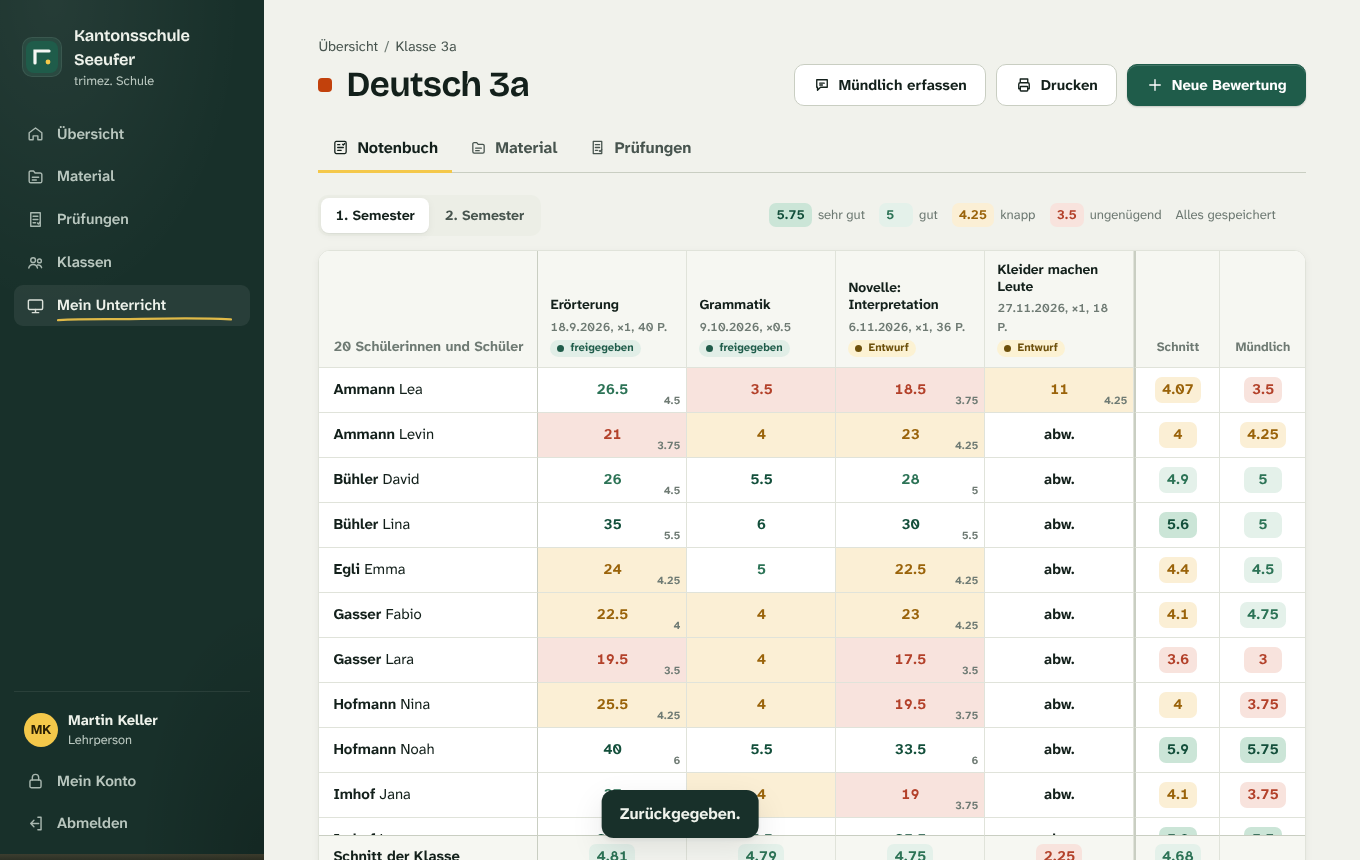 Kantonsschule
Seeufer
trimez. Schule
Übersicht
Material
Prüfungen
Klassen
Mein Unterricht
MK
Martin Keller
Lehrperson
Mein Konto
Abmelden
Übersicht / Klasse 3a
Deutsch 3a
Mündlich erfassen
Drucken
Neue Bewertung
Notenbuch
Material
Prüfungen
1. Semester
2. Semester
5.75 sehr gut 5 gut 4.25 knapp 3.5 ungenügend Alles gespeichert
20 Schülerinnen und Schüler
Erörterung
18.9.2026, ×1, 40 P.
freigegeben
Grammatik
9.10.2026, ×0.5
freigegeben
Novelle:
Interpretation
6.11.2026, ×1, 36 P.
Entwurf
Kleider machen
Leute
27.11.2026, ×1, 18
P.
Entwurf
Schnitt
Mündlich
Ammann Lea 26.5 4.5 3.5 18.5 3.75 11 4.25 4.07 3.5
Ammann Levin 21 3.75 4 23 4.25 abw. 4 4.25
Bühler David 26 4.5 5.5 28 5 abw. 4.9 5
Bühler Lina 35 5.5 6 30 5.5 abw. 5.6 5
Egli Emma 24 4.25 5 22.5 4.25 abw. 4.4 4.5
Gasser Fabio 22.5 4 4 23 4.25 abw. 4.1 4.75
Gasser Lara 19.5 3.5 4 17.5 3.5 abw. 3.6 3
Hofmann Nina 25.5 4.25 4 19.5 3.75 abw. 4 3.75
Hofmann Noah 40 6 5.5 33.5 6 abw. 5.9 5.75
Imhof Jana 4 19 3.75 abw. 4.1 3.75
Zurückgegeben.
Schnitt der Klasse 4.81 4.79 4.75 2.25 4.68